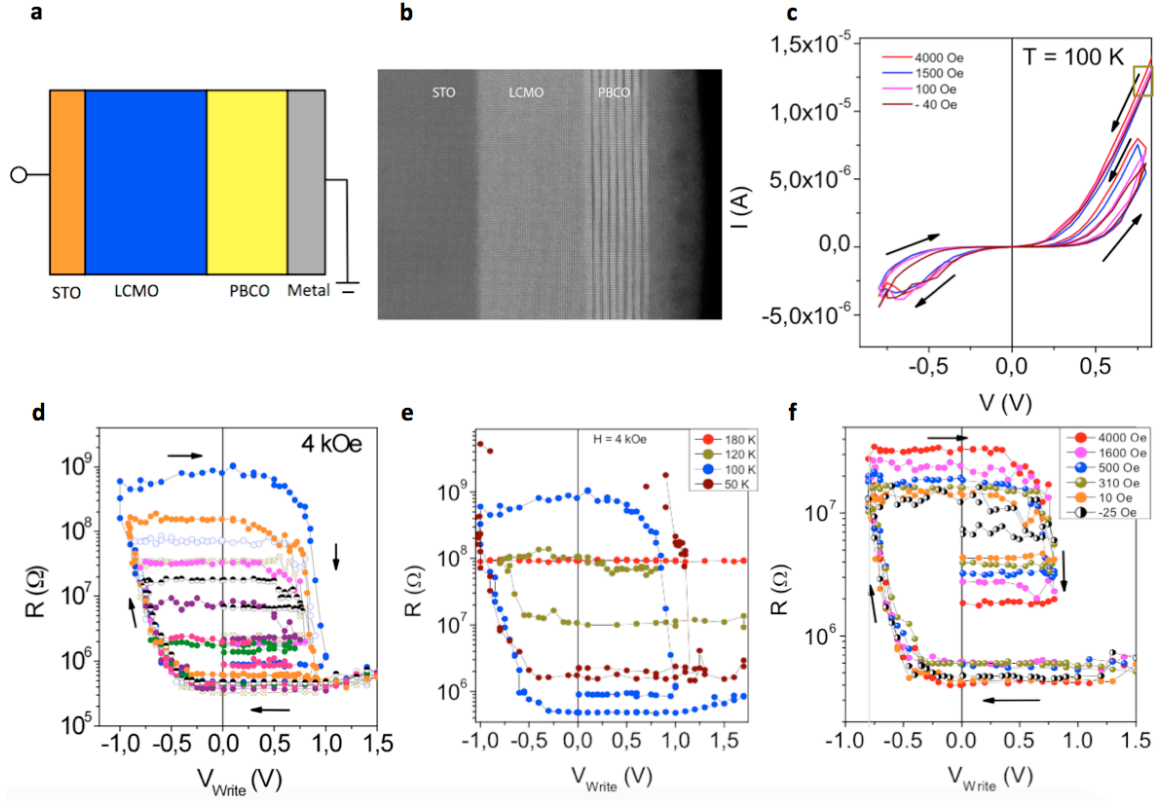 a
STO
LCMO
PBCO
Metal
b
STO
LCMO
PBCO
c
4000 Oe
1500 Oe
100 Oe
- 40 Oe
T = 100 K
1,5x10⁻⁵
1,0x10⁻⁵
5,0x10⁻⁶
0,0
-5,0x10⁻⁶
I (A)
-0,5
0,0
0,5
V (V)
d
4 kOe
10⁹
10⁸
10⁷
10⁶
10⁵
R (Ω)
-1,0
-0,5
0,0
0,5
1,0
1,5
V_Write (V)
e
H = 4 kOe
180 K
120 K
100 K
50 K
10⁹
10⁸
10⁷
10⁶
R (Ω)
-1,0
-0,5
0,0
0,5
1,0
1,5
V_Write (V)
f
4000 Oe
1600 Oe
500 Oe
310 Oe
10 Oe
-25 Oe
10⁷
10⁶
R (Ω)
-1.0
-0.5
0.0
0.5
1.0
1.5
V_Write (V)